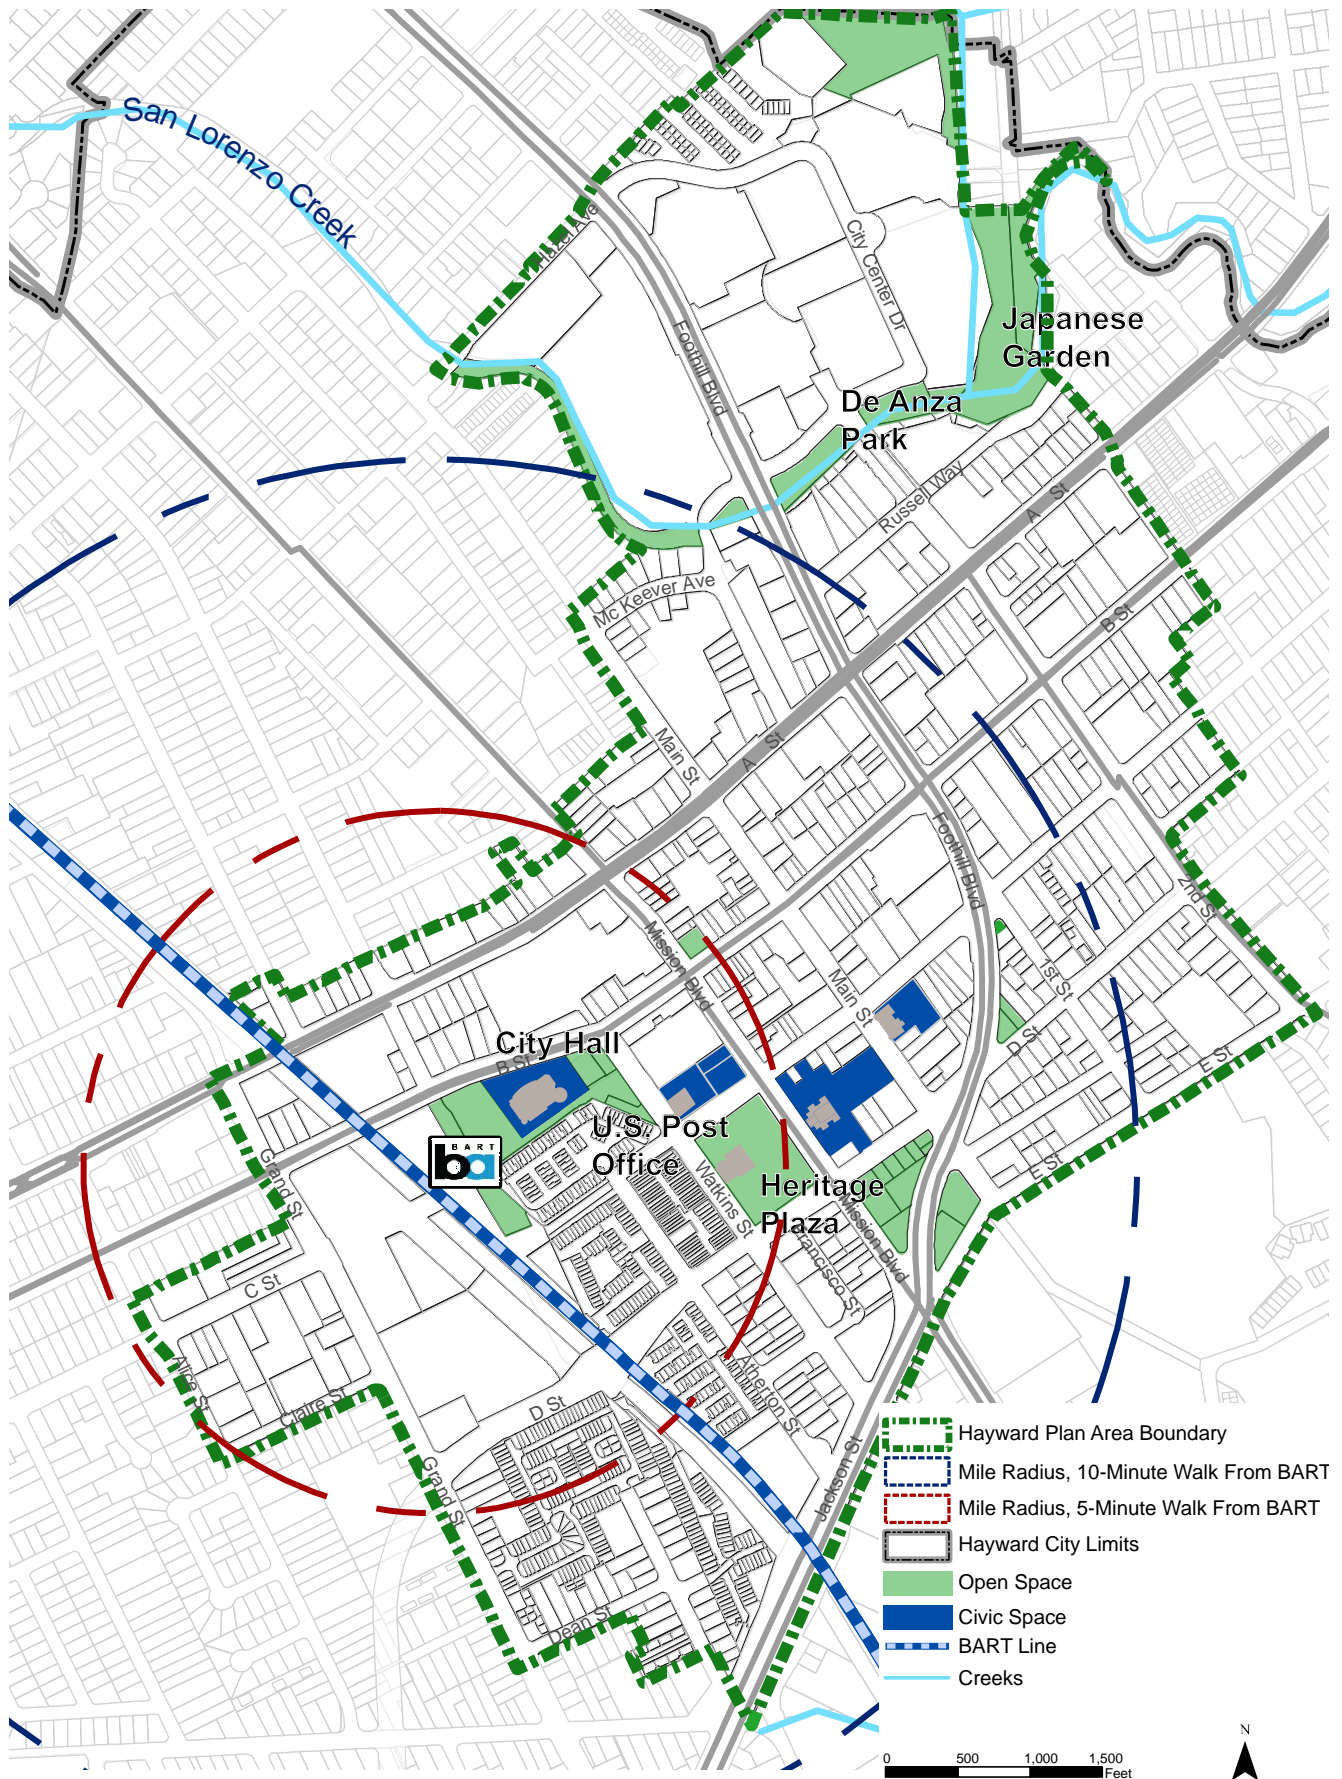 San Lorenzo Creek
Hazel Ave
City Center Dr
Foothill Blvd
Japanese
Garden
De Anza
Park
Russell Way
A St
B St
Mc Keever Ave
Main St
A St
Foothill Blvd
2nd St
Mission Blvd
Main St
1st St
D St
E St
City Hall
B St
BART
ba
U.S. Post
Office
Watkins St
Heritage
Plaza
Mission Blvd
E St
Grand St
Francisco St
C St
Alice St
Claire St
Atherton St
D St
Grand St
Jackson St
Dean St
Hayward Plan Area Boundary
Mile Radius, 10-Minute Walk From BART
Mile Radius, 5-Minute Walk From BART
Hayward City Limits
Open Space
Civic Space
BART Line
Creeks
N
0 500 1,000 1,500
Feet